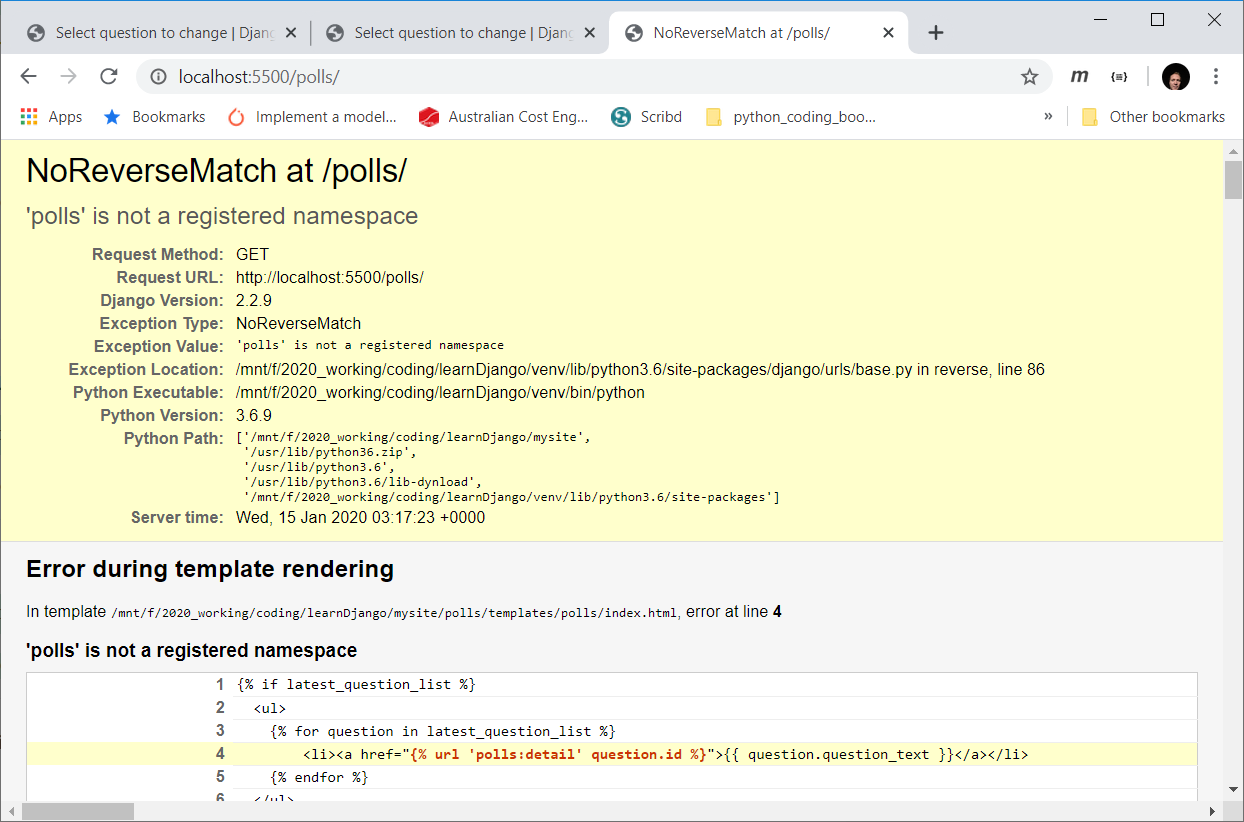 Select question to change | Djan
Select question to change | Djan
NoReverseMatch at /polls/
localhost:5500/polls/
m
{≡}
Apps
Bookmarks
Implement a model...
Australian Cost Eng...
Scribd
python_coding_boo...
»
Other bookmarks
NoReverseMatch at /polls/
'polls' is not a registered namespace
Request Method: GET
Request URL: http://localhost:5500/polls/
Django Version: 2.2.9
Exception Type: NoReverseMatch
Exception Value: 'polls' is not a registered namespace
Exception Location: /mnt/f/2020_working/coding/learnDjango/venv/lib/python3.6/site-packages/django/urls/base.py in reverse, line 86
Python Executable: /mnt/f/2020_working/coding/learnDjango/venv/bin/python
Python Version: 3.6.9
Python Path: ['/mnt/f/2020_working/coding/learnDjango/mysite',
'/usr/lib/python36.zip',
'/usr/lib/python3.6',
'/usr/lib/python3.6/lib-dynload',
'/mnt/f/2020_working/coding/learnDjango/venv/lib/python3.6/site-packages']
Server time: Wed, 15 Jan 2020 03:17:23 +0000
Error during template rendering
In template /mnt/f/2020_working/coding/learnDjango/mysite/polls/templates/polls/index.html, error at line 4
'polls' is not a registered namespace
1 {% if latest_question_list %}
2 <ul>
3 {% for question in latest_question_list %}
4 <li><a href="{% url 'polls:detail' question.id %}">{{ question.question_text }}</a></li>
5 {% endfor %}
6 </ul>